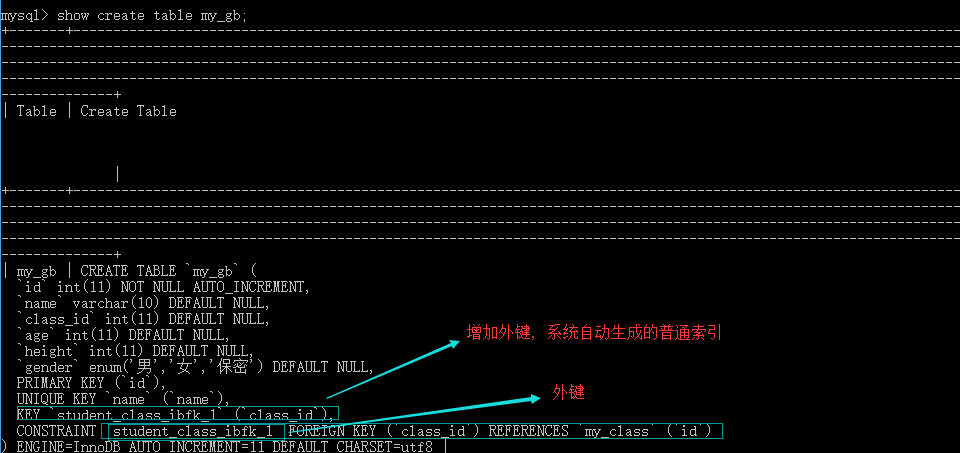 mysql> show create table my_gb;
+-------+------------------------------------------------------------------
--------------+
| Table | Create Table
|
+-------+------------------------------------------------------------------
--------------+
| my_gb | CREATE TABLE `my_gb` (
`id` int(11) NOT NULL AUTO_INCREMENT,
`name` varchar(10) DEFAULT NULL,
`class_id` int(11) DEFAULT NULL,
`age` int(11) DEFAULT NULL,
`height` int(11) DEFAULT NULL,
`gender` enum('男','女','保密') DEFAULT NULL,
PRIMARY KEY (`id`),
UNIQUE KEY `name` (`name`),
KEY `student_class_ibfk_1` (`class_id`),
CONSTRAINT `student_class_ibfk_1` FOREIGN KEY (`class_id`) REFERENCES `my_class` (`id`)
) ENGINE=InnoDB AUTO_INCREMENT=11 DEFAULT CHARSET=utf8 |
增加外键，系统自动生成的普通索引
外键